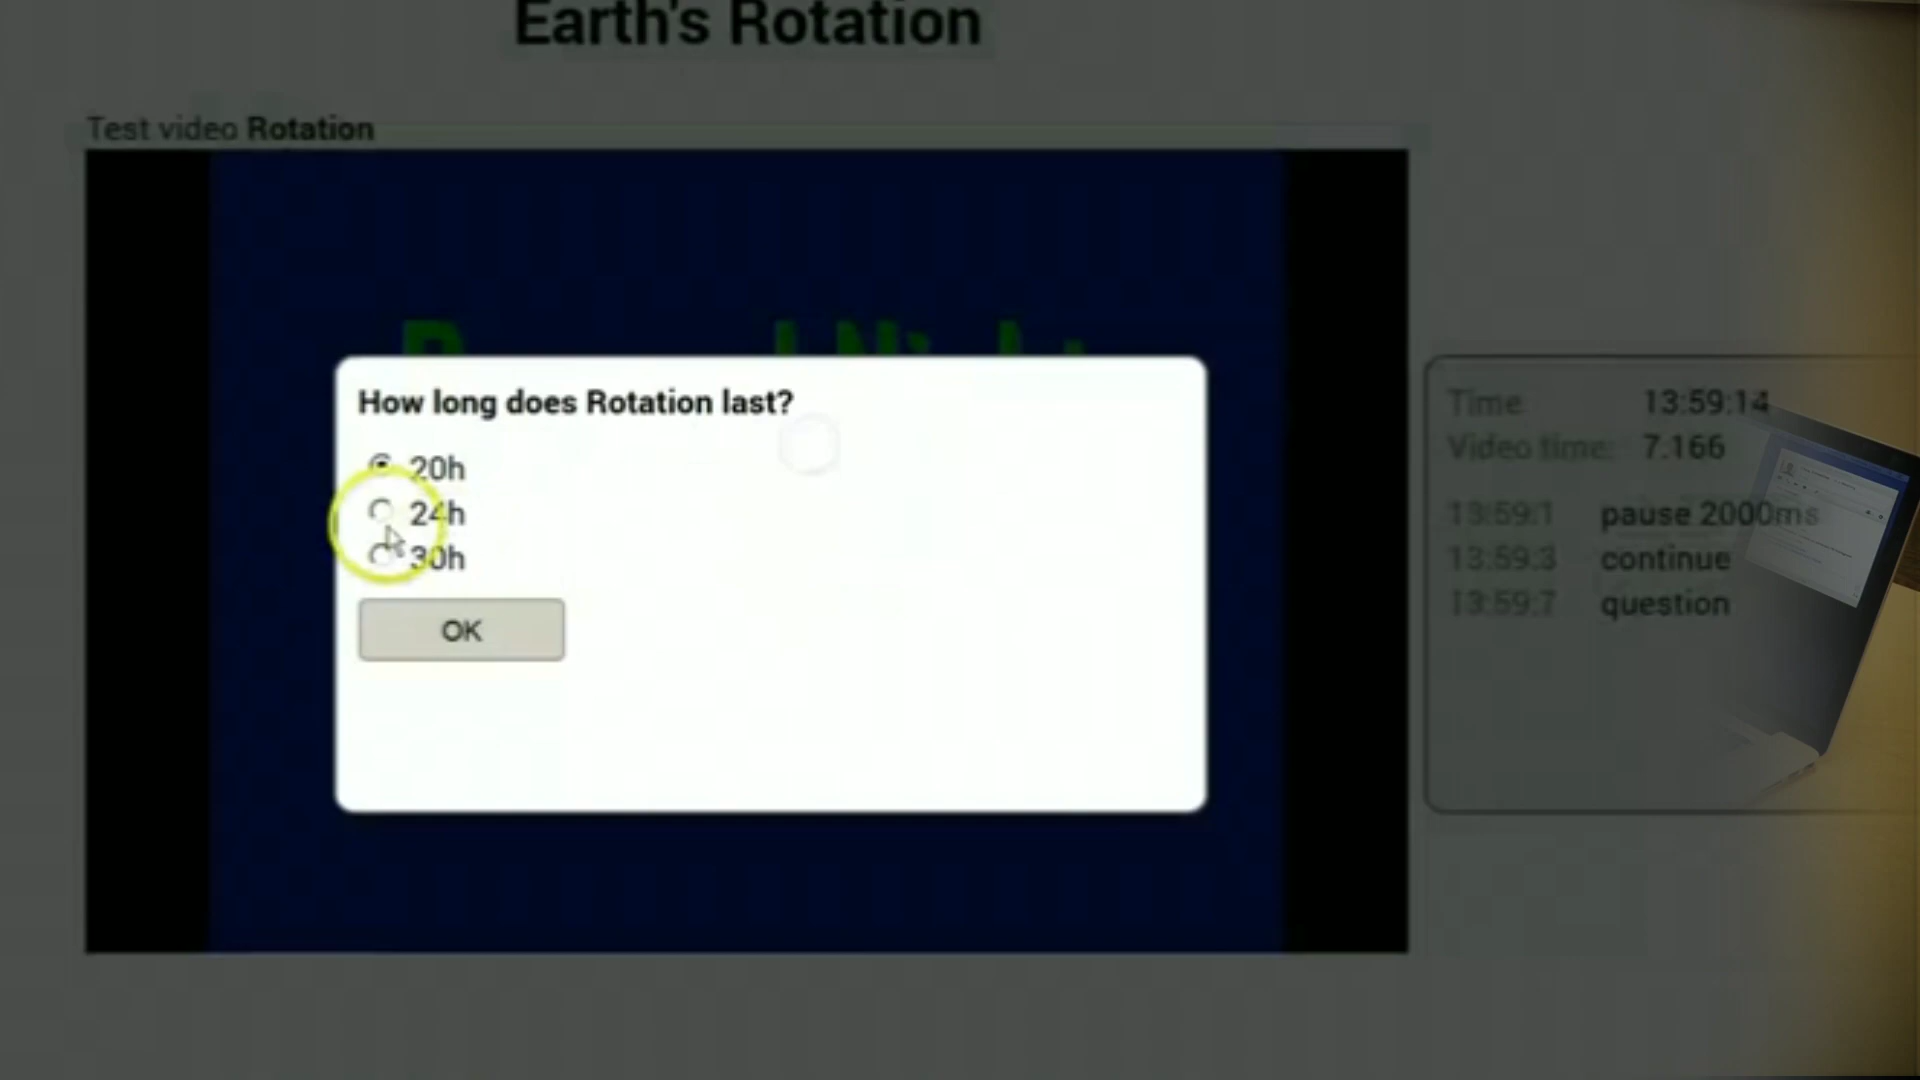 Earth's Rotation
Test video Rotation
How long does Rotation last?
20h
24h
30h
OK
Time 13:59:14
Video time: 7.166
13:59:1 pause 2000ms
13:59:3 continue
13:59:7 question